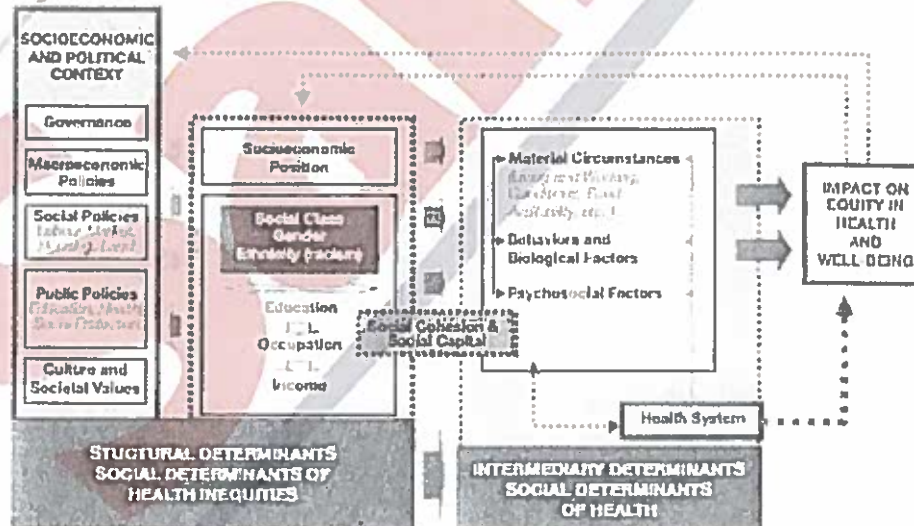 SOCIOECONOMIC
AND POLITICAL
CONTEXT
Governance
Macroeconomic
Policies
Social Policies
Public Policies
Culture and
Societal Values
Socioeconomic
Position
Social Class
Gender
Ethnicity (racism)
Education
Occupation
Income
Social Cohesion &
Social Capital
Material Circumstances
Behaviors and
Biological Factors
Psychosocial Factors
Health System
IMPACT ON
EQUITY IN
HEALTH
AND
WELL-BEING
STUCTURAL DETERMINANTS
SOCIAL DETERMINANTS OF
HEALTH INEQUITIES
INTERMEDIARY DETERMINANTS
SOCIAL DETERMINANTS
OF HEALTH